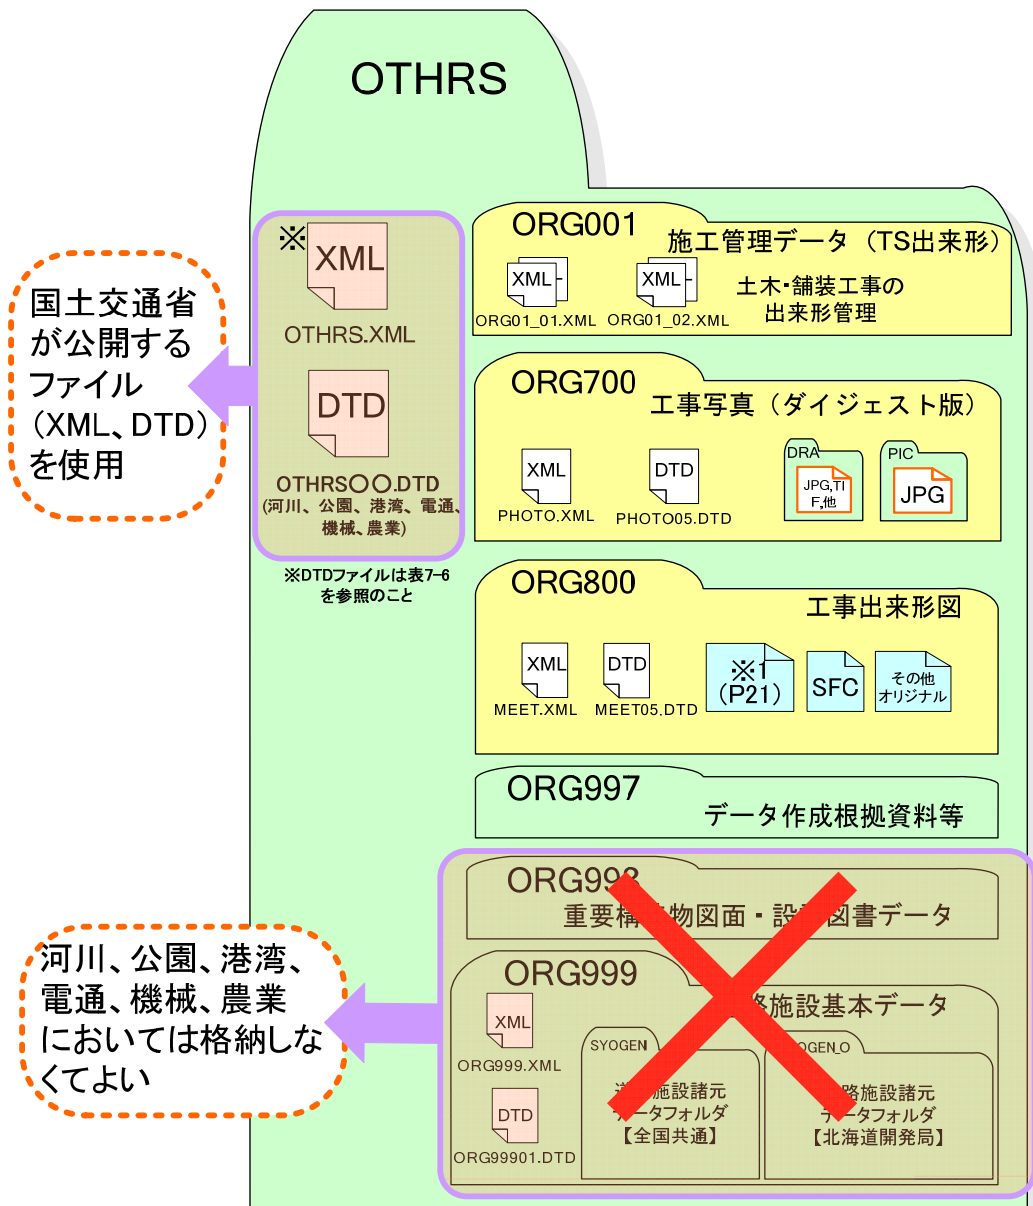 OTHRS
※
XML
OTHRS.XML
DTD
OTHRS〇〇.DTD
(河川、公園、港湾、電通、
機械、農業)
※DTDファイルは表7-6
を参照のこと
国土交通省
が公開する
ファイル
(XML、DTD)
を使用
ORG001
施工管理データ(TS出来形)
XML
ORG01_01.XML
XML
ORG01_02.XML
土木・舗装工事の
出来形管理
ORG700
工事写真(ダイジェスト版)
XML
PHOTO.XML
DTD
PHOTO05.DTD
DRA
JPG,TI
F,他
PIC
JPG
ORG800
工事出来形図
XML
MEET.XML
DTD
MEET05.DTD
※1
(P21)
SFC
その他
オリジナル
ORG997
データ作成根拠資料等
ORG998
重要構 物図面・設 図書データ
ORG999
路施設基本データ
XML
ORG999.XML
DTD
ORG99901.DTD
SYOGEN
道 施設諸元
データフォルダ
【全国共通】
OGEN_O
路施設諸元
データフォルダ
【北海道開発局】
河川、公園、港湾、
電通、機械、農業
においては格納しな
くてよい